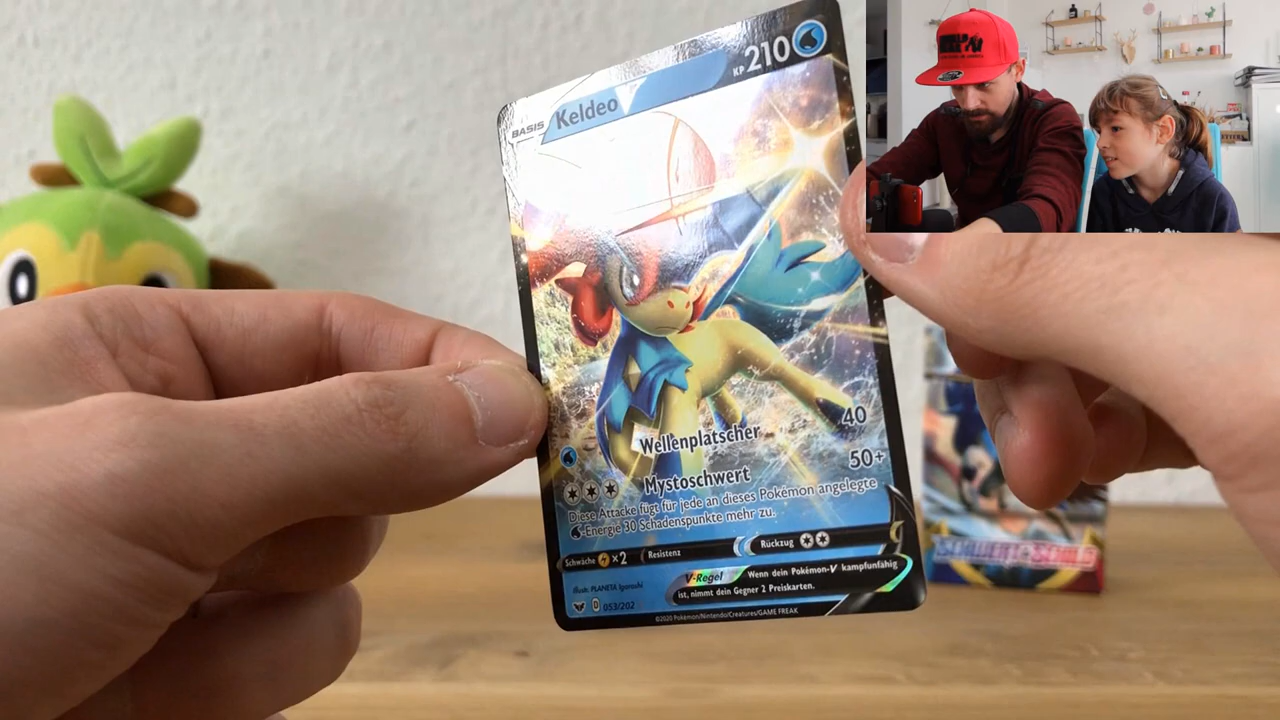 BASIS
Keldeo
KP 210
Wellenplatscher 40
Mystoschwert 50+
Diese Attacke fügt für jede an dieses Pokémon angelegte
-Energie 30 Schadenspunkte mehr zu.
Schwäche ×2 Resistenz Rückzug
V-Regel Wenn dein Pokémon-V kampfunfähig
ist, nimmt dein Gegner 2 Preiskarten.
Illus. PLANETA Igarashi
D 053/202
©2020 Pokémon/Nintendo/Creatures/GAME FREAK
SCHWERT & SCHILD